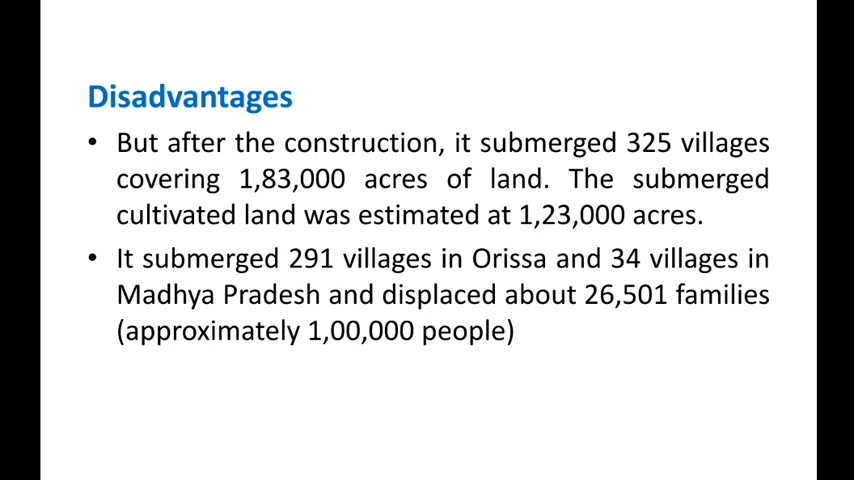 Disadvantages
• But after the construction, it submerged 325 villages
covering 1,83,000 acres of land. The submerged
cultivated land was estimated at 1,23,000 acres.
• It submerged 291 villages in Orissa and 34 villages in
Madhya Pradesh and displaced about 26,501 families
(approximately 1,00,000 people)